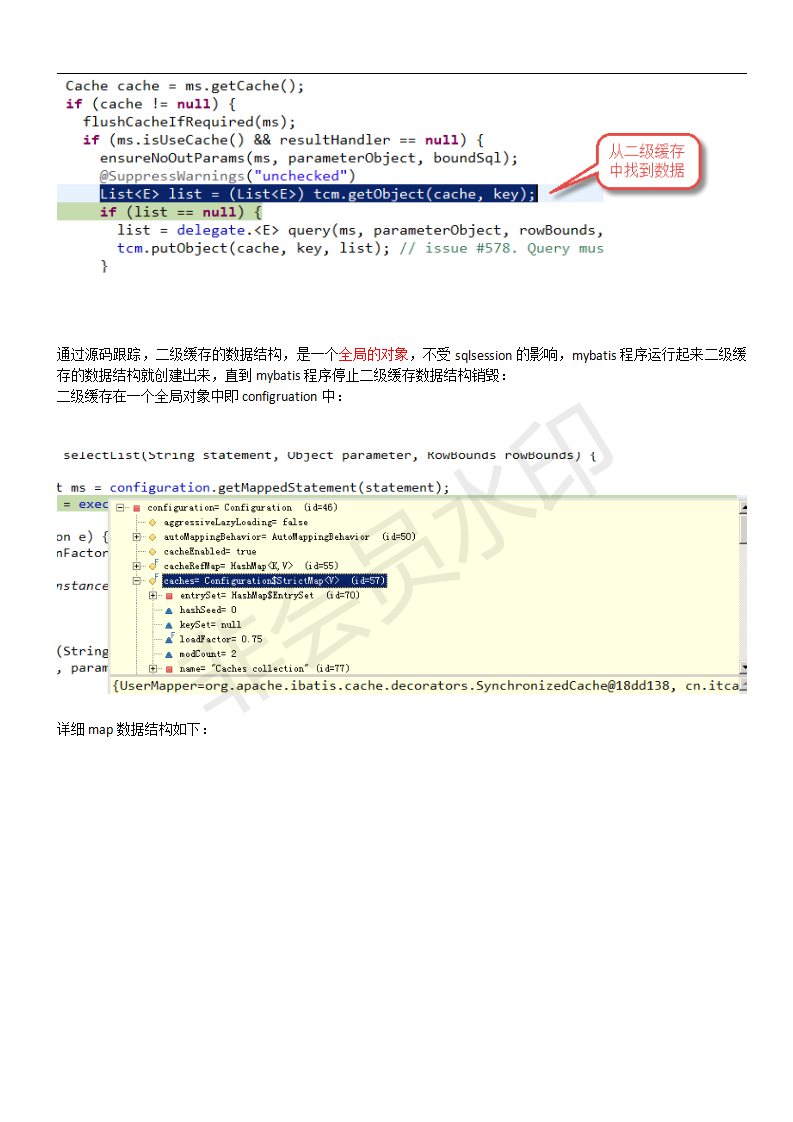 Cache cache = ms.getCache();
if (cache != null) {
flushCacheIfRequired(ms);
if (ms.isUseCache() && resultHandler == null) {
ensureNoOutParams(ms, parameterObject, boundSql);
@SuppressWarnings("unchecked")
List<E> list = (List<E>) tcm.getObject(cache, key);
if (list == null) {
list = delegate.<E> query(ms, parameterObject, rowBounds,
tcm.putObject(cache, key, list); // issue #578. Query mus
}
从二级缓存
中找到数据
通过源码跟踪，二级缓存的数据结构，是一个全局的对象，不受 sqlsession 的影响，mybatis 程序运行起来二级缓
存的数据结构就创建出来，直到 mybatis 程序停止二级缓存数据结构销毁：
二级缓存在一个全局对象中即 configruation 中：
selectList(String statement, Object parameter, RowBounds rowBounds) {
t ms = configuration.getMappedStatement(statement);
= exec
on e) {
nFactor
instance
(String
, param
configuration= Configuration (id=46)
aggressiveLazyLoading= false
autoMappingBehavior= AutoMappingBehavior (id=50)
cacheEnabled= true
cacheRefMap= HashMap<K,V> (id=55)
caches= Configuration$StrictMap<V> (id=57)
entrySet= HashMap$EntrySet (id=70)
hashSeed= 0
keySet= null
loadFactor= 0.75
modCount= 2
name= "Caches collection" (id=77)
{UserMapper=org.apache.ibatis.cache.decorators.SynchronizedCache@18dd138, cn.itca
详细 map 数据结构如下：
非会员水印